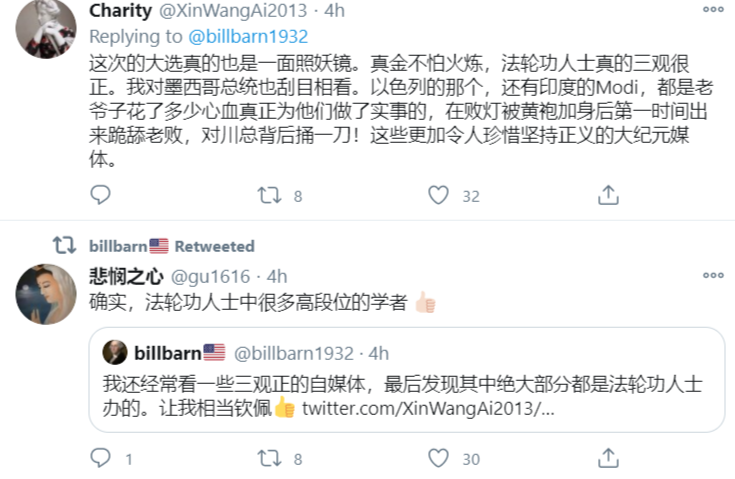 Charity @XinWangAi2013 · 4h
Replying to @billbarn1932
这次的大选真的也是一面照妖镜。真金不怕火炼，法轮功人士真的三观很
正。我对墨西哥总统也刮目相看。以色列的那个，还有印度的Modi，都是老
爷子花了多少心血真正为他们做了实事的，在败灯被黄袍加身后第一时间出
来跪舔老败，对川总背后捅一刀！这些更加令人珍惜坚持正义的大纪元媒
体。
8
32
billbarn🇺🇸 Retweeted
悲悯之心 @gu1616 · 4h
确实，法轮功人士中很多高段位的学者 👍🏻
billbarn🇺🇸 @billbarn1932 · 4h
我还经常看一些三观正的自媒体，最后发现其中绝大部分都是法轮功人士
办的。让我相当钦佩👍 twitter.com/XinWangAi2013/...
1
8
30